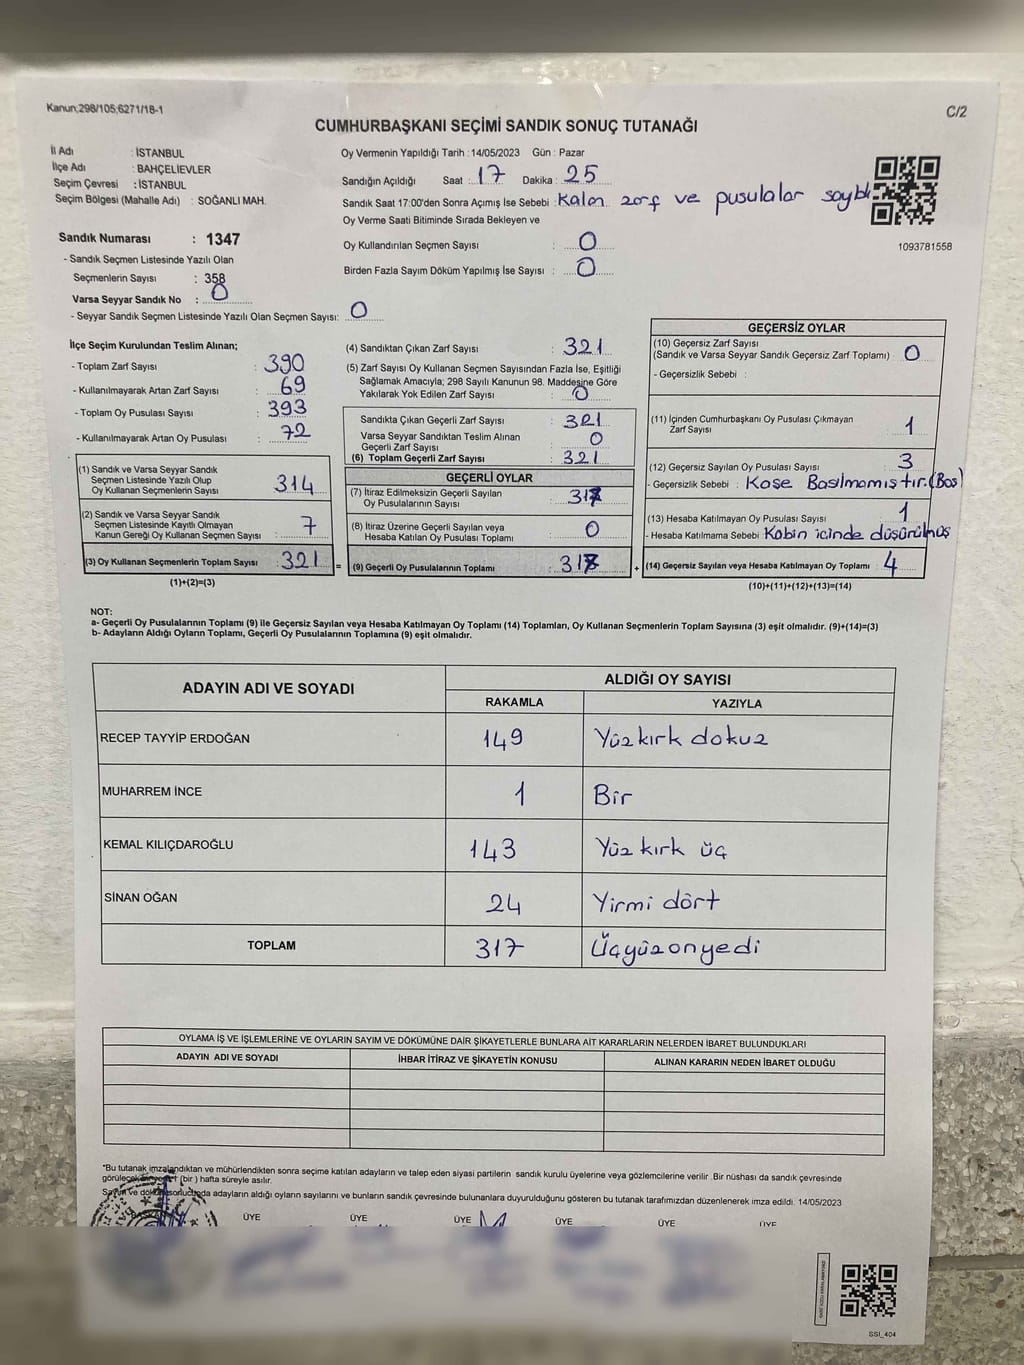 Kanun;298/105;6271/18-1
C/2
CUMHURBAŞKANI SEÇİMİ SANDIK SONUÇ TUTANAĞI
İl Adı : İSTANBUL
İlçe Adı : BAHÇELİEVLER
Seçim Çevresi : İSTANBUL
Seçim Bölgesi (Mahalle Adı) : SOĞANLI MAH.
Sandık Numarası : 1347
- Sandık Seçmen Listesinde Yazılı Olan
Seçmenlerin Sayısı : 358
Varsa Seyyar Sandık No : 0
- Seyyar Sandık Seçmen Listesinde Yazılı Olan Seçmen Sayısı: 0
Oy Vermenin Yapıldığı Tarih : 14/05/2023 Gün : Pazar
Sandığın Açıldığı Saat : 17 Dakika : 25
Sandık Saat 17:00'den Sonra Açımış İse Sebebi : Kalan zarf ve pusulalar sayıldı
Oy Verme Saati Bitiminde Sırada Bekleyen ve
Oy Kullandırılan Seçmen Sayısı : 0
Birden Fazla Sayım Döküm Yapılmış İse Sayısı : 0
1093781558
İlçe Seçim Kurulundan Teslim Alınan;
- Toplam Zarf Sayısı : 390
- Kullanılmayarak Artan Zarf Sayısı : 69
- Toplam Oy Pusulası Sayısı : 393
- Kullanılmayarak Artan Oy Pusulası : 72
(1) Sandık ve Varsa Seyyar Sandık
Seçmen Listesinde Yazılı Olup
Oy Kullanan Seçmenlerin Sayısı : 314
(2) Sandık ve Varsa Seyyar Sandık
Seçmen Listesinde Kayıtlı Olmayan
Kanun Gereği Oy Kullanan Seçmen Sayısı : 7
(3) Oy Kullanan Seçmenlerin Toplam Sayısı : 321
(1)+(2)=(3)
(4) Sandıktan Çıkan Zarf Sayısı : 321
(5) Zarf Sayısı Oy Kullanan Seçmen Sayısından Fazla İse, Eşitliği
Sağlamak Amacıyla; 298 Sayılı Kanunun 98. Maddesine Göre
Yakılarak Yok Edilen Zarf Sayısı : 0
Sandıkta Çıkan Geçerli Zarf Sayısı : 321
Varsa Seyyar Sandıktan Teslim Alınan
Geçerli Zarf Sayısı : 0
(6) Toplam Geçerli Zarf Sayısı : 321
GEÇERLİ OYLAR
(7) İtiraz Edilmeksizin Geçerli Sayılan
Oy Pusulalarının Sayısı : 317
(8) İtiraz Üzerine Geçerli Sayılan veya
Hesaba Katılan Oy Pusulası Toplamı : 0
(9) Geçerli Oy Pusulalarının Toplamı : 317
GEÇERSİZ OYLAR
(10) Geçersiz Zarf Sayısı
(Sandık ve Varsa Seyyar Sandık Geçersiz Zarf Toplamı) : 0
- Geçersizlik Sebebi :
(11) İçinden Cumhurbaşkanı Oy Pusulası Çıkmayan
Zarf Sayısı : 1
(12) Geçersiz Sayılan Oy Pusulası Sayısı : 3
- Geçersizlik Sebebi : Kaşe Basılmamıştır.(Boş)
(13) Hesaba Katılmayan Oy Pusulası Sayısı : 1
- Hesaba Katılmama Sebebi : Kabin içinde düşürülmüş
(14) Geçersiz Sayılan veya Hesaba Katılmayan Oy Toplamı : 4
(10)+(11)+(12)+(13)=(14)
NOT:
a- Geçerli Oy Pusulalarının Toplamı (9) ile Geçersiz Sayılan veya Hesaba Katılmayan Oy Toplamı (14) Toplamları, Oy Kullanan Seçmenlerin Toplam Sayısına (3) eşit olmalıdır. (9)+(14)=(3)
b- Adayların Aldığı Oyların Toplamı, Geçerli Oy Pusulalarının Toplamına (9) eşit olmalıdır.
ADAYIN ADI VE SOYADI
ALDIĞI OY SAYISI
RAKAMLA YAZIYLA
RECEP TAYYİP ERDOĞAN 149 Yüzkırk dokuz
MUHARREM İNCE 1 Bir
KEMAL KILIÇDAROĞLU 143 Yüz kırk üç
SİNAN OĞAN 24 Yirmi dört
TOPLAM 317 Üçyüzonyedi
OYLAMA İŞ VE İŞLEMLERİNE VE OYLARIN SAYIM VE DÖKÜMÜNE DAİR ŞİKAYETLERLE BUNLARA AİT KARARLARIN NELERDEN İBARET BULUNDUKLARI
ADAYIN ADI VE SOYADI İHBAR İTİRAZ VE ŞİKAYETİN KONUSU ALINAN KARARIN NEDEN İBARET OLDUĞU
"Bu tutanak imzalandıktan ve mühürlendikten sonra seçime katılan adayların ve talep eden siyasi partilerin sandık kurulu üyelerine veya gözlemcilerine verilir. Bir nüshası da sandık çevresinde
(bir) hafta süreyle asılır.
adayların aldığı oyların sayılarını ve bunların sandık çevresinde bulunanlara duyurulduğunu gösteren bu tutanak tarafımızdan düzenlenerek imza edildi. 14/05/2023
ÜYE ÜYE ÜYE ÜYE ÜYE ÜYE
SSI_404